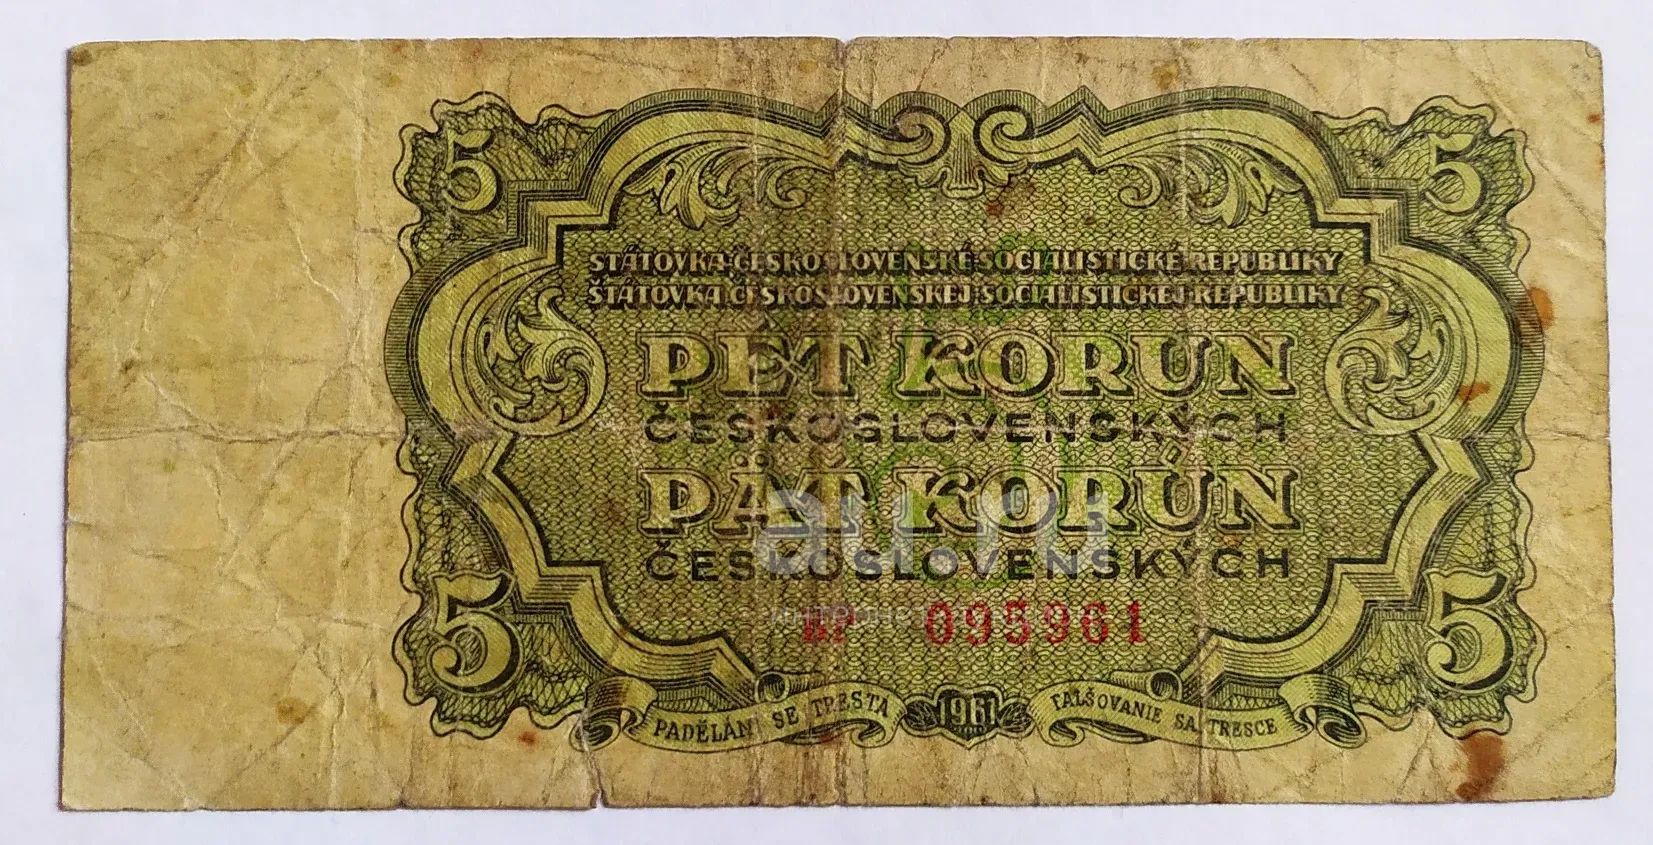 5 5
STÁTOVKA ČESKOSLOVENSKÉ SOCIALISTICKÉ REPUBLIKY
ŠTÁTOVKA ČESKOSLOVENSKEJ SOCIALISTICKEJ REPUBLIKY
PĚT KORUN
ČESKOSLOVENSKÝCH
PÄŤ KORÚN
ČESKOSLOVENSKÝCH
095961
5 5
PADĚLÁNÍ SE TRESTÁ 1961 FALŠOVANIE SA TRESCE